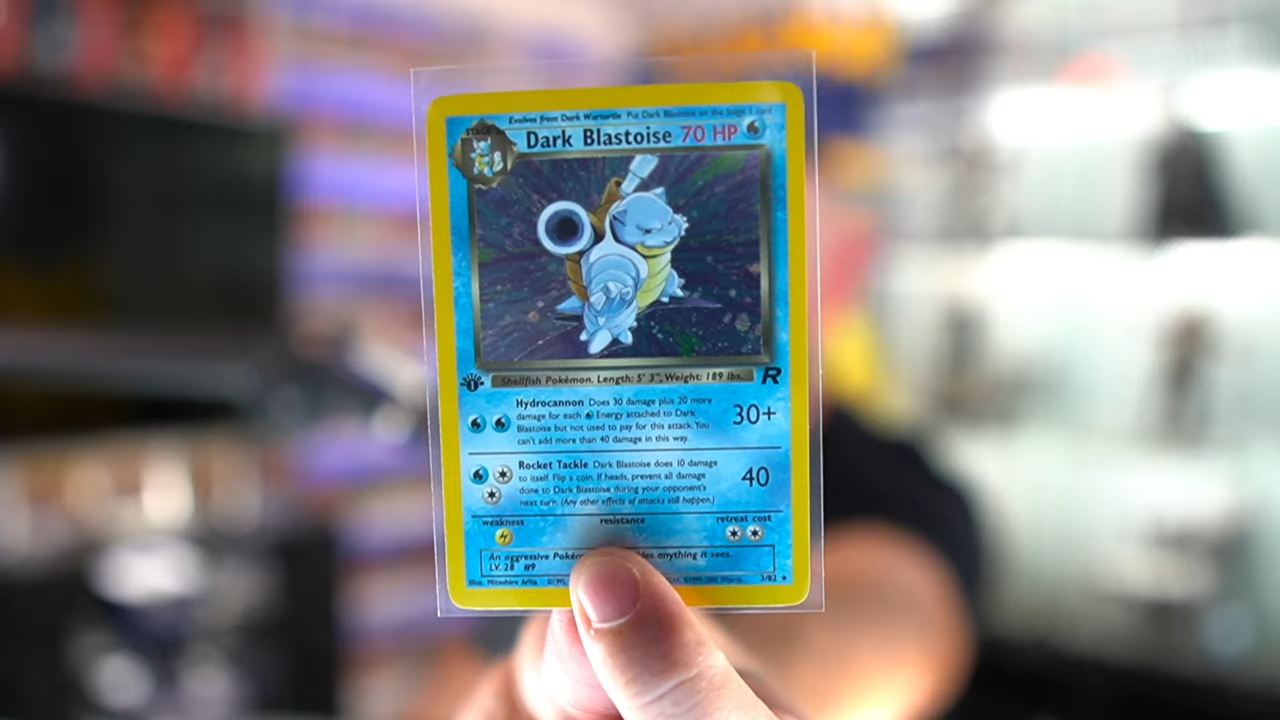 Evolves from Dark Wartortle Put Dark Blastoise on the Stage 1 card
STAGE
Dark Blastoise 70 HP
1
Shellfish Pokémon. Length: 5' 3", Weight: 189 lbs.
R
Hydrocannon Does 30 damage plus 20 more
damage for each Energy attached to Dark
Blastoise but not used to pay for this attack. You
can't add more than 40 damage in this way.
30+
Rocket Tackle Dark Blastoise does 10 damage
to itself. Flip a coin. If heads, prevent all damage
done to Dark Blastoise during your opponent's
next turn. (Any other effects of attacks still happen.)
40
weakness resistance retreat cost
An aggressive anything it sees.
LV. 28 #9
Illus. Mitsuhiro Arita ©1995, 3/82 ★